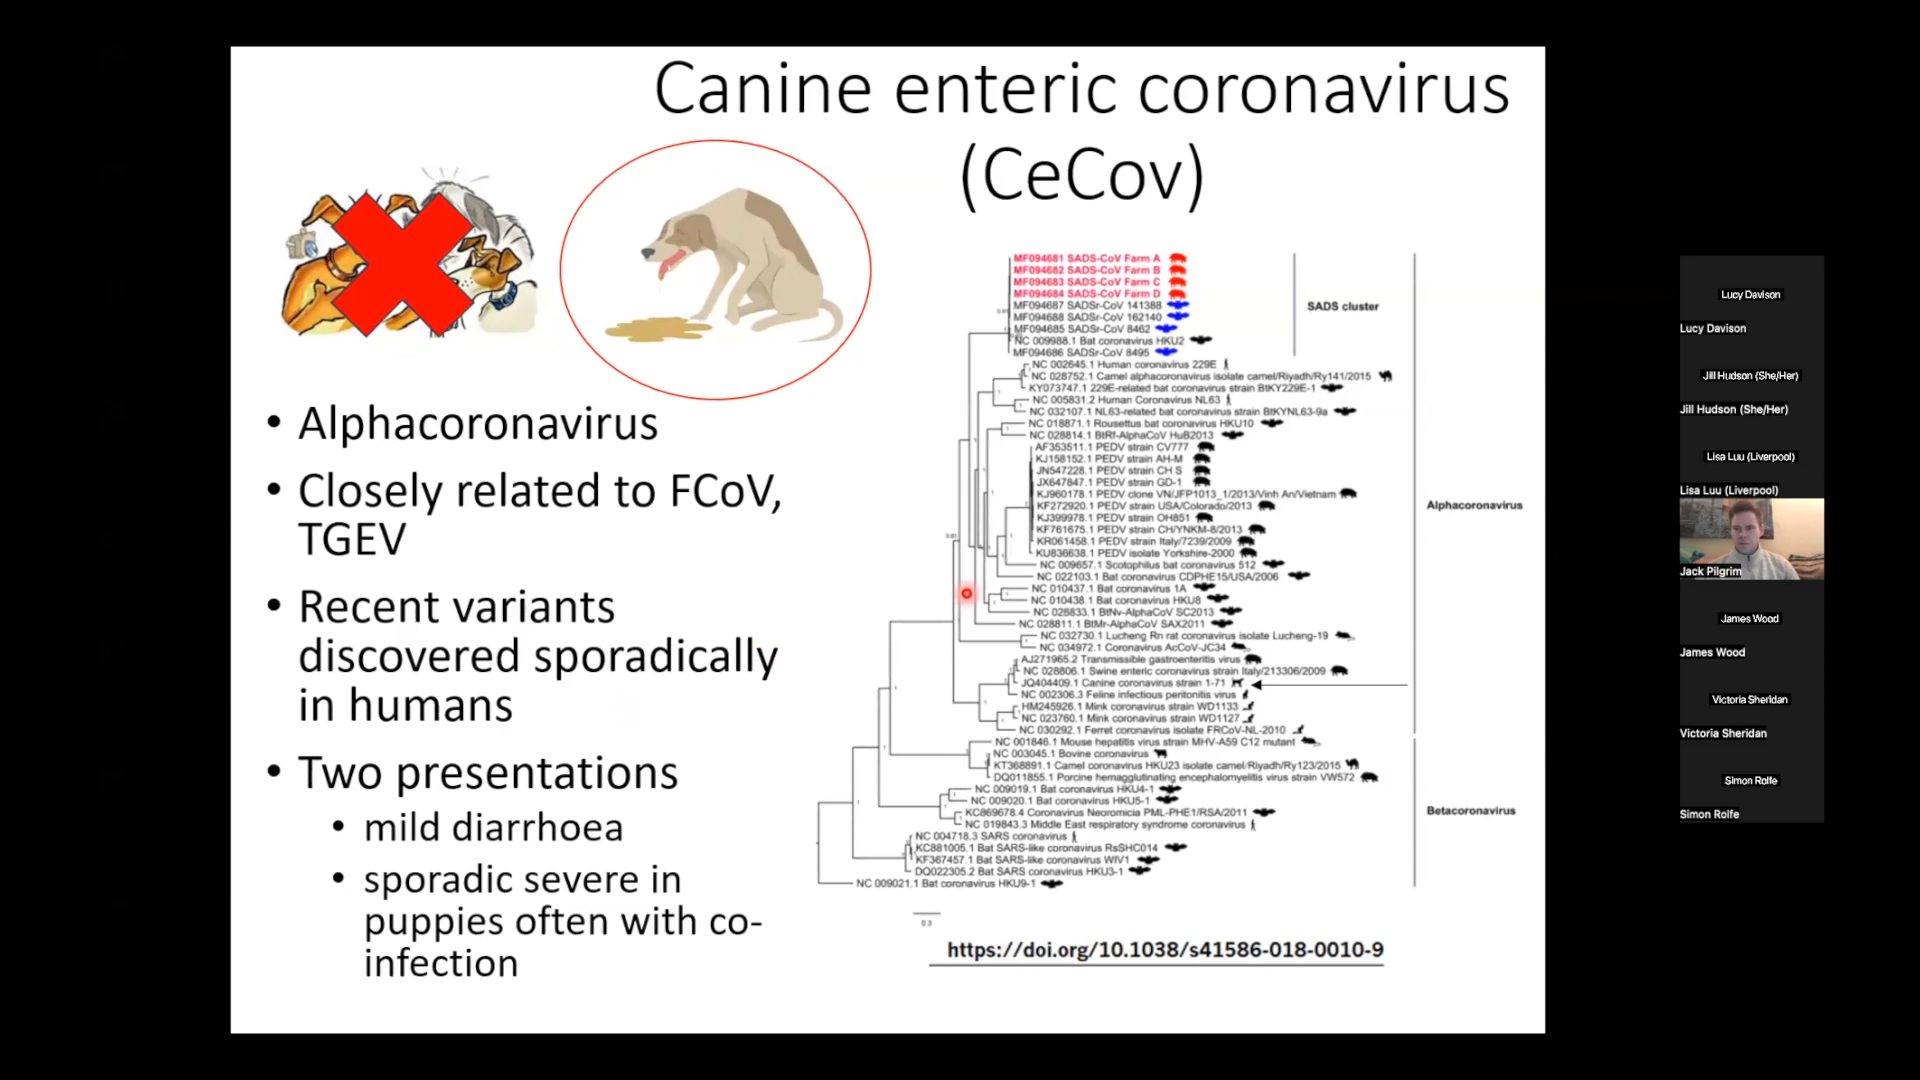 Canine enteric coronavirus
(CeCov)
• Alphacoronavirus
• Closely related to FCoV,
TGEV
• Recent variants
discovered sporadically
in humans
• Two presentations
• mild diarrhoea
• sporadic severe in
puppies often with co-
infection
MF094681 SADS-CoV Farm A
MF094682 SADS-CoV Farm B
MF094683 SADS-CoV Farm C
MF094684 SADS-CoV Farm D
MF094687 SADSr-CoV 141388
MF094688 SADSr-CoV 162140
MF094685 SADSr-CoV 8462
NC 009988.1 Bat coronavirus HKU2
MF094686 SADSr-CoV 8495
SADS cluster
NC 002645.1 Human coronavirus 229E
NC 028752.1 Camel alphacoronavirus isolate camel/Riyadh/Ry141/2015
KY073747.1 229E-related bat coronavirus strain BtKY229E-1
NC 005831.2 Human Coronavirus NL63
NC 032107.1 NL63-related bat coronavirus strain BtKYNL63-9a
NC 018871.1 Rousettus bat coronavirus HKU10
NC 028814.1 BtRf-AlphaCoV HuB2013
AF353511.1 PEDV strain CV777
KJ158152.1 PEDV strain AH-M
JN547228.1 PEDV strain CH S
JX647847.1 PEDV strain GD-1
KJ960178.1 PEDV clone VN/JFP1013_1/2013/Vinh An/Vietnam
KF272920.1 PEDV strain USA/Colorado/2013
KJ399978.1 PEDV strain OH851
KF761675.1 PEDV strain CH/YNKM-8/2013
KR061458.1 PEDV strain Italy/7239/2009
KU836638.1 PEDV isolate Yorkshire-2000
NC 009657.1 Scotophilus bat coronavirus 512
NC 022103.1 Bat coronavirus CDPHE15/USA/2006
NC 010437.1 Bat coronavirus 1A
NC 010438.1 Bat coronavirus HKU8
NC 028833.1 BtNv-AlphaCoV SC2013
NC 028811.1 BtMr-AlphaCoV SAX2011
NC 032730.1 Lucheng Rn rat coronavirus isolate Lucheng-19
NC 034972.1 Coronavirus AcCoV-JC34
AJ271965.2 Transmissible gastroenteritis virus
NC 028806.1 Swine enteric coronavirus strain Italy/213306/2009
JQ404409.1 Canine coronavirus strain 1-71
NC 002306.3 Feline infectious peritonitis virus
HM245926.1 Mink coronavirus strain WD1133
NC 023760.1 Mink coronavirus strain WD1127
NC 030292.1 Ferret coronavirus isolate FRCoV-NL-2010
Alphacoronavirus
NC 001846.1 Mouse hepatitis virus strain MHV-A59 C12 mutant
NC 003045.1 Bovine coronavirus
KT368891.1 Camel coronavirus HKU23 isolate camel/Riyadh/Ry123/2015
DQ011855.1 Porcine hemagglutinating encephalomyelitis virus strain VW572
NC 009019.1 Bat coronavirus HKU4-1
NC 009020.1 Bat coronavirus HKU5-1
KC869678.4 Coronavirus Neoromicia PML-PHE1/RSA/2011
NC 019843.3 Middle East respiratory syndrome coronavirus
NC 004718.3 SARS coronavirus
KC881005.1 Bat SARS-like coronavirus RsSHC014
KF367457.1 Bat SARS-like coronavirus WIV1
DQ022305.2 Bat SARS coronavirus HKU3-1
NC 009021.1 Bat coronavirus HKU9-1
Betacoronavirus
0.3
https://doi.org/10.1038/s41586-018-0010-9
Lucy Davison
Lucy Davison
Jill Hudson (She/Her)
Jill Hudson (She/Her)
Lisa Luu (Liverpool)
Lisa Luu (Liverpool)
Jack Pilgrim
James Wood
James Wood
Victoria Sheridan
Victoria Sheridan
Simon Rolfe
Simon Rolfe